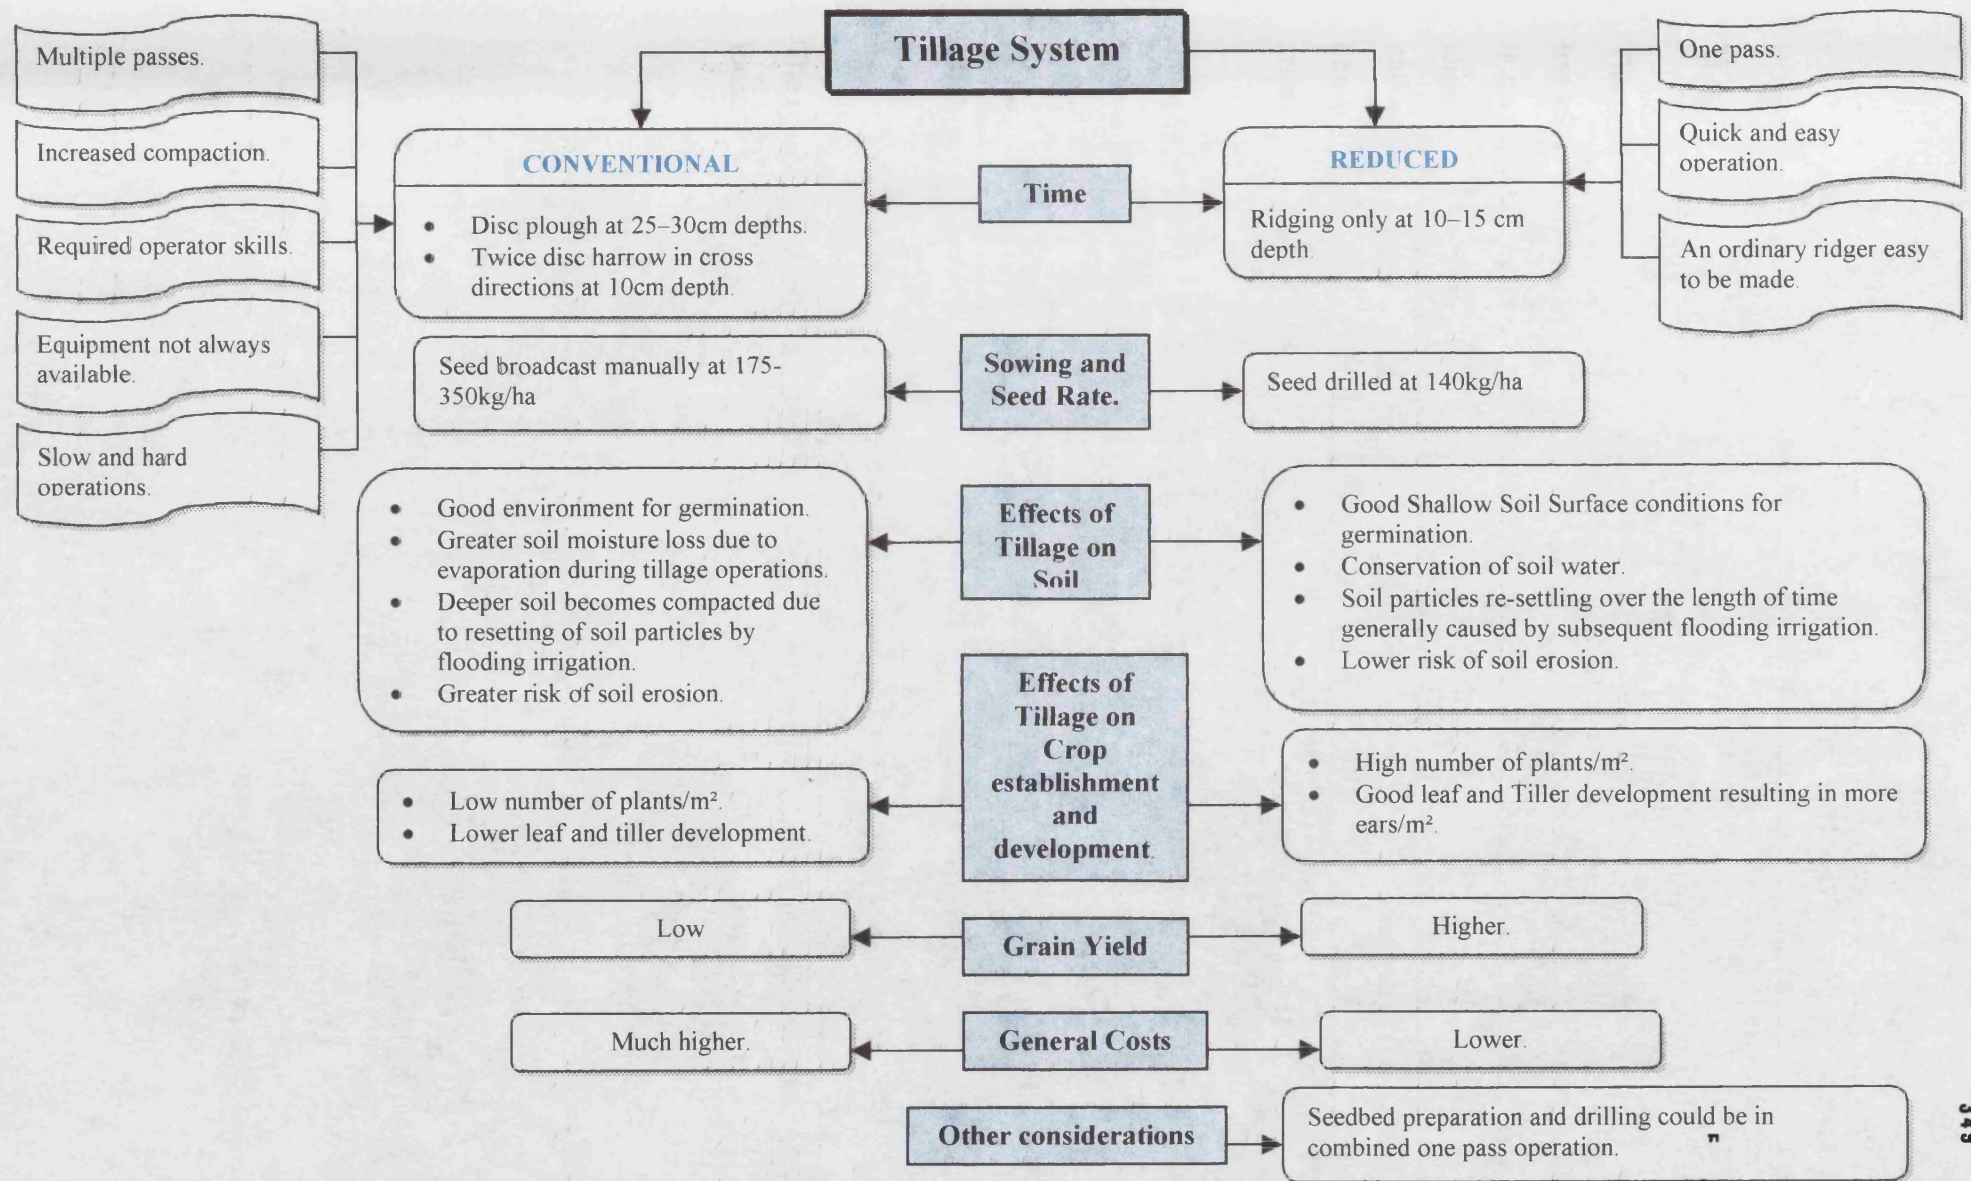 Tillage System
Multiple passes.
Increased compaction.
Required operator skills.
Equipment not always
available.
Slow and hard
operations.
CONVENTIONAL
• Disc plough at 25–30cm depths.
• Twice disc harrow in cross
directions at 10cm depth.
Time
REDUCED
Ridging only at 10–15 cm
depth.
One pass.
Quick and easy
operation.
An ordinary ridger easy
to be made.
Seed broadcast manually at 175-
350kg/ha
Sowing and
Seed Rate.
Seed drilled at 140kg/ha
• Good environment for germination.
• Greater soil moisture loss due to
evaporation during tillage operations.
• Deeper soil becomes compacted due
to resetting of soil particles by
flooding irrigation.
• Greater risk of soil erosion.
Effects of
Tillage on
Soil
• Good Shallow Soil Surface conditions for
germination.
• Conservation of soil water.
• Soil particles re-settling over the length of time
generally caused by subsequent flooding irrigation.
• Lower risk of soil erosion.
• Low number of plants/m².
• Lower leaf and tiller development.
Effects of
Tillage on
Crop
establishment
and
development.
• High number of plants/m².
• Good leaf and Tiller development resulting in more
ears/m².
Low
Grain Yield
Higher.
Much higher.
General Costs
Lower.
Other considerations
Seedbed preparation and drilling could be in
combined one pass operation.
349